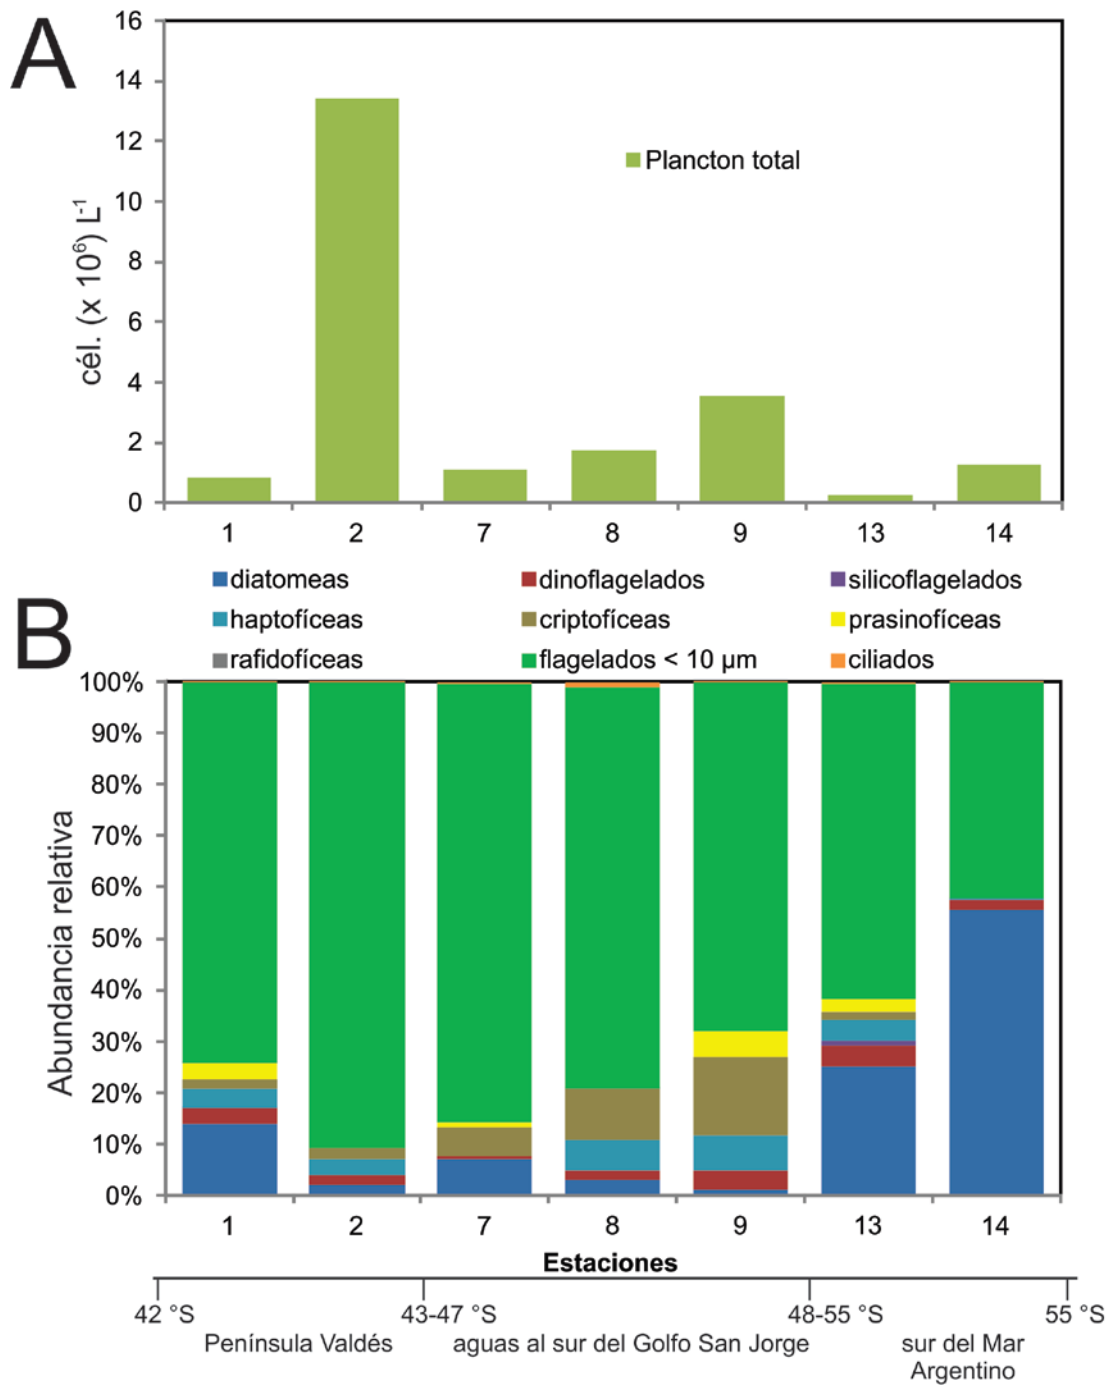 A
16
14
12
10
8
6
4
2
0
cél. (x 10⁶) L⁻¹
Plancton total
1 2 7 8 9 13 14
diatomeas dinoflagelados silicoflagelados
haptofíceas criptofíceas prasinofíceas
rafidofíceas flagelados < 10 µm ciliados
B
100%
90%
80%
70%
60%
50%
40%
30%
20%
10%
0%
Abundancia relativa
1 2 7 8 9 13 14
Estaciones
42 °S 43-47 °S 48-55 °S 55 °S
Península Valdés aguas al sur del Golfo San Jorge sur del Mar
Argentino